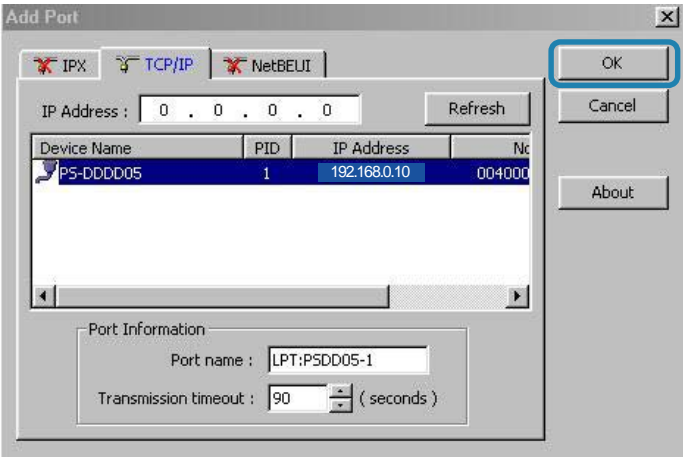 Add Port
IPX TCP/IP NetBEUI
OK
IP Address : 0 . 0 . 0 . 0 Refresh
Cancel
Device Name PID IP Address
PS-DDDD05 1 192.168.0.10 004000
About
Port Information
Port name : LPT:PSDD05-1
Transmission timeout : 90 ( seconds )